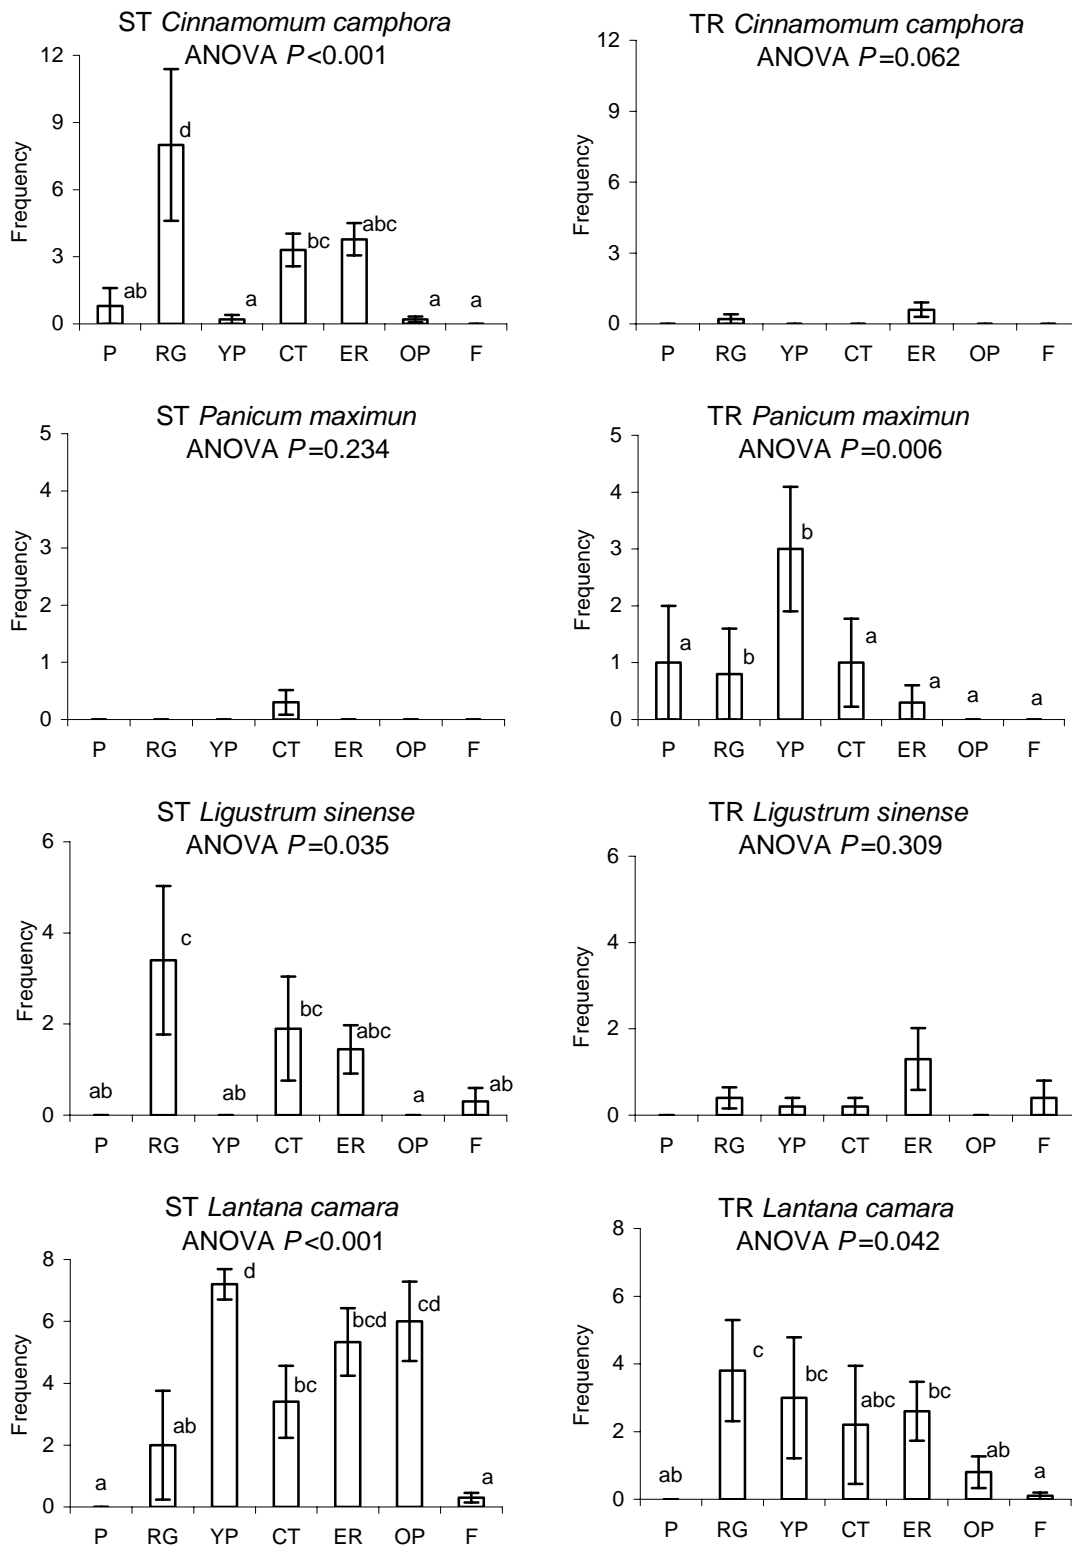 ST Cinnamomum camphora
ANOVA P<0.001
12
9
6
3
0
Frequency
ab
d
a
bc
abc
a
a
P RG YP CT ER OP F
TR Cinnamomum camphora
ANOVA P=0.062
12
9
6
3
0
Frequency
P RG YP CT ER OP F
ST Panicum maximun
ANOVA P=0.234
5
4
3
2
1
0
Frequency
P RG YP CT ER OP F
TR Panicum maximun
ANOVA P=0.006
5
4
3
2
1
0
Frequency
a
b
b
a
a
a
a
P RG YP CT ER OP F
ST Ligustrum sinense
ANOVA P=0.035
6
4
2
0
Frequency
ab
c
ab
bc
abc
a
ab
P RG YP CT ER OP F
TR Ligustrum sinense
ANOVA P=0.309
6
4
2
0
Frequency
P RG YP CT ER OP F
ST Lantana camara
ANOVA P<0.001
8
6
4
2
0
Frequency
a
ab
d
bc
bcd
cd
a
P RG YP CT ER OP F
TR Lantana camara
ANOVA P=0.042
8
6
4
2
0
Frequency
ab
c
bc
abc
bc
ab
a
P RG YP CT ER OP F